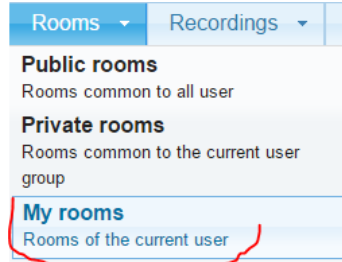 Rooms Recordings
Public rooms
Rooms common to all user
Private rooms
Rooms common to the current user
group
My rooms
Rooms of the current user